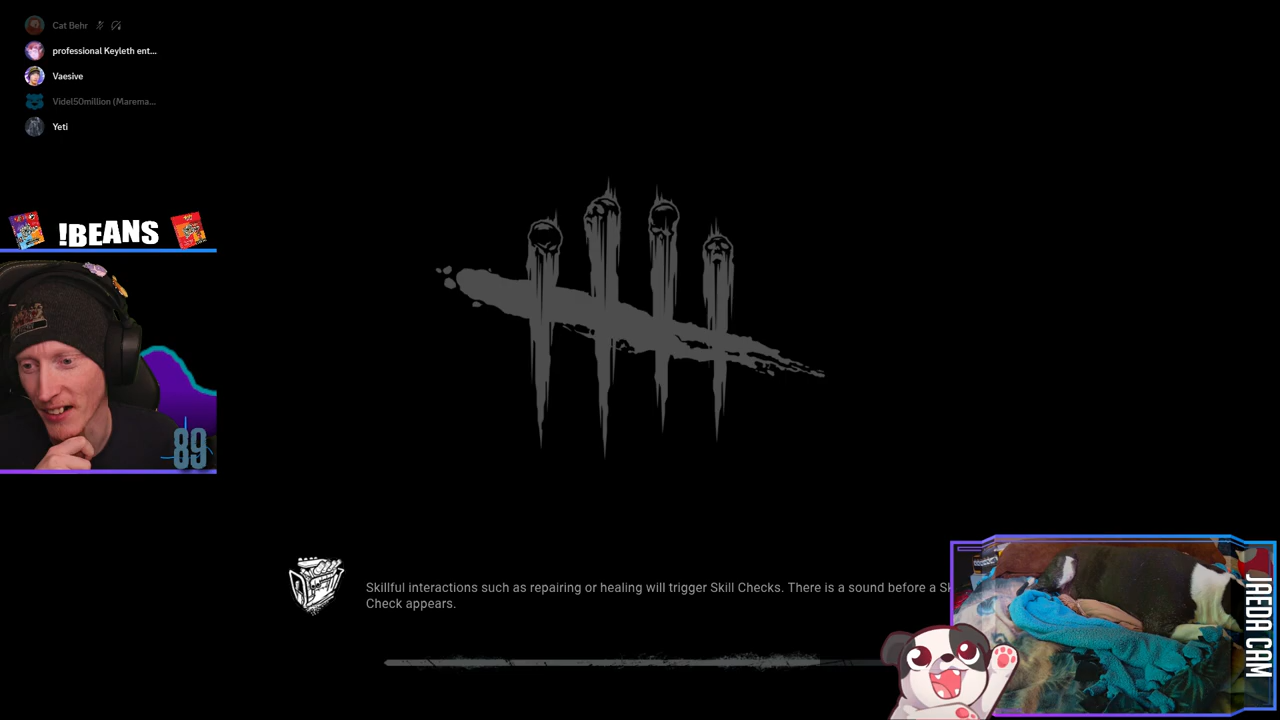 Cat Behr
professional Keyleth ent...
Vaesive
Videl50million (Marema...
Yeti
!BEANS
89
Skillful interactions such as repairing or healing will trigger Skill Checks. There is a sound before a
Check appears.
JAEDA CAM